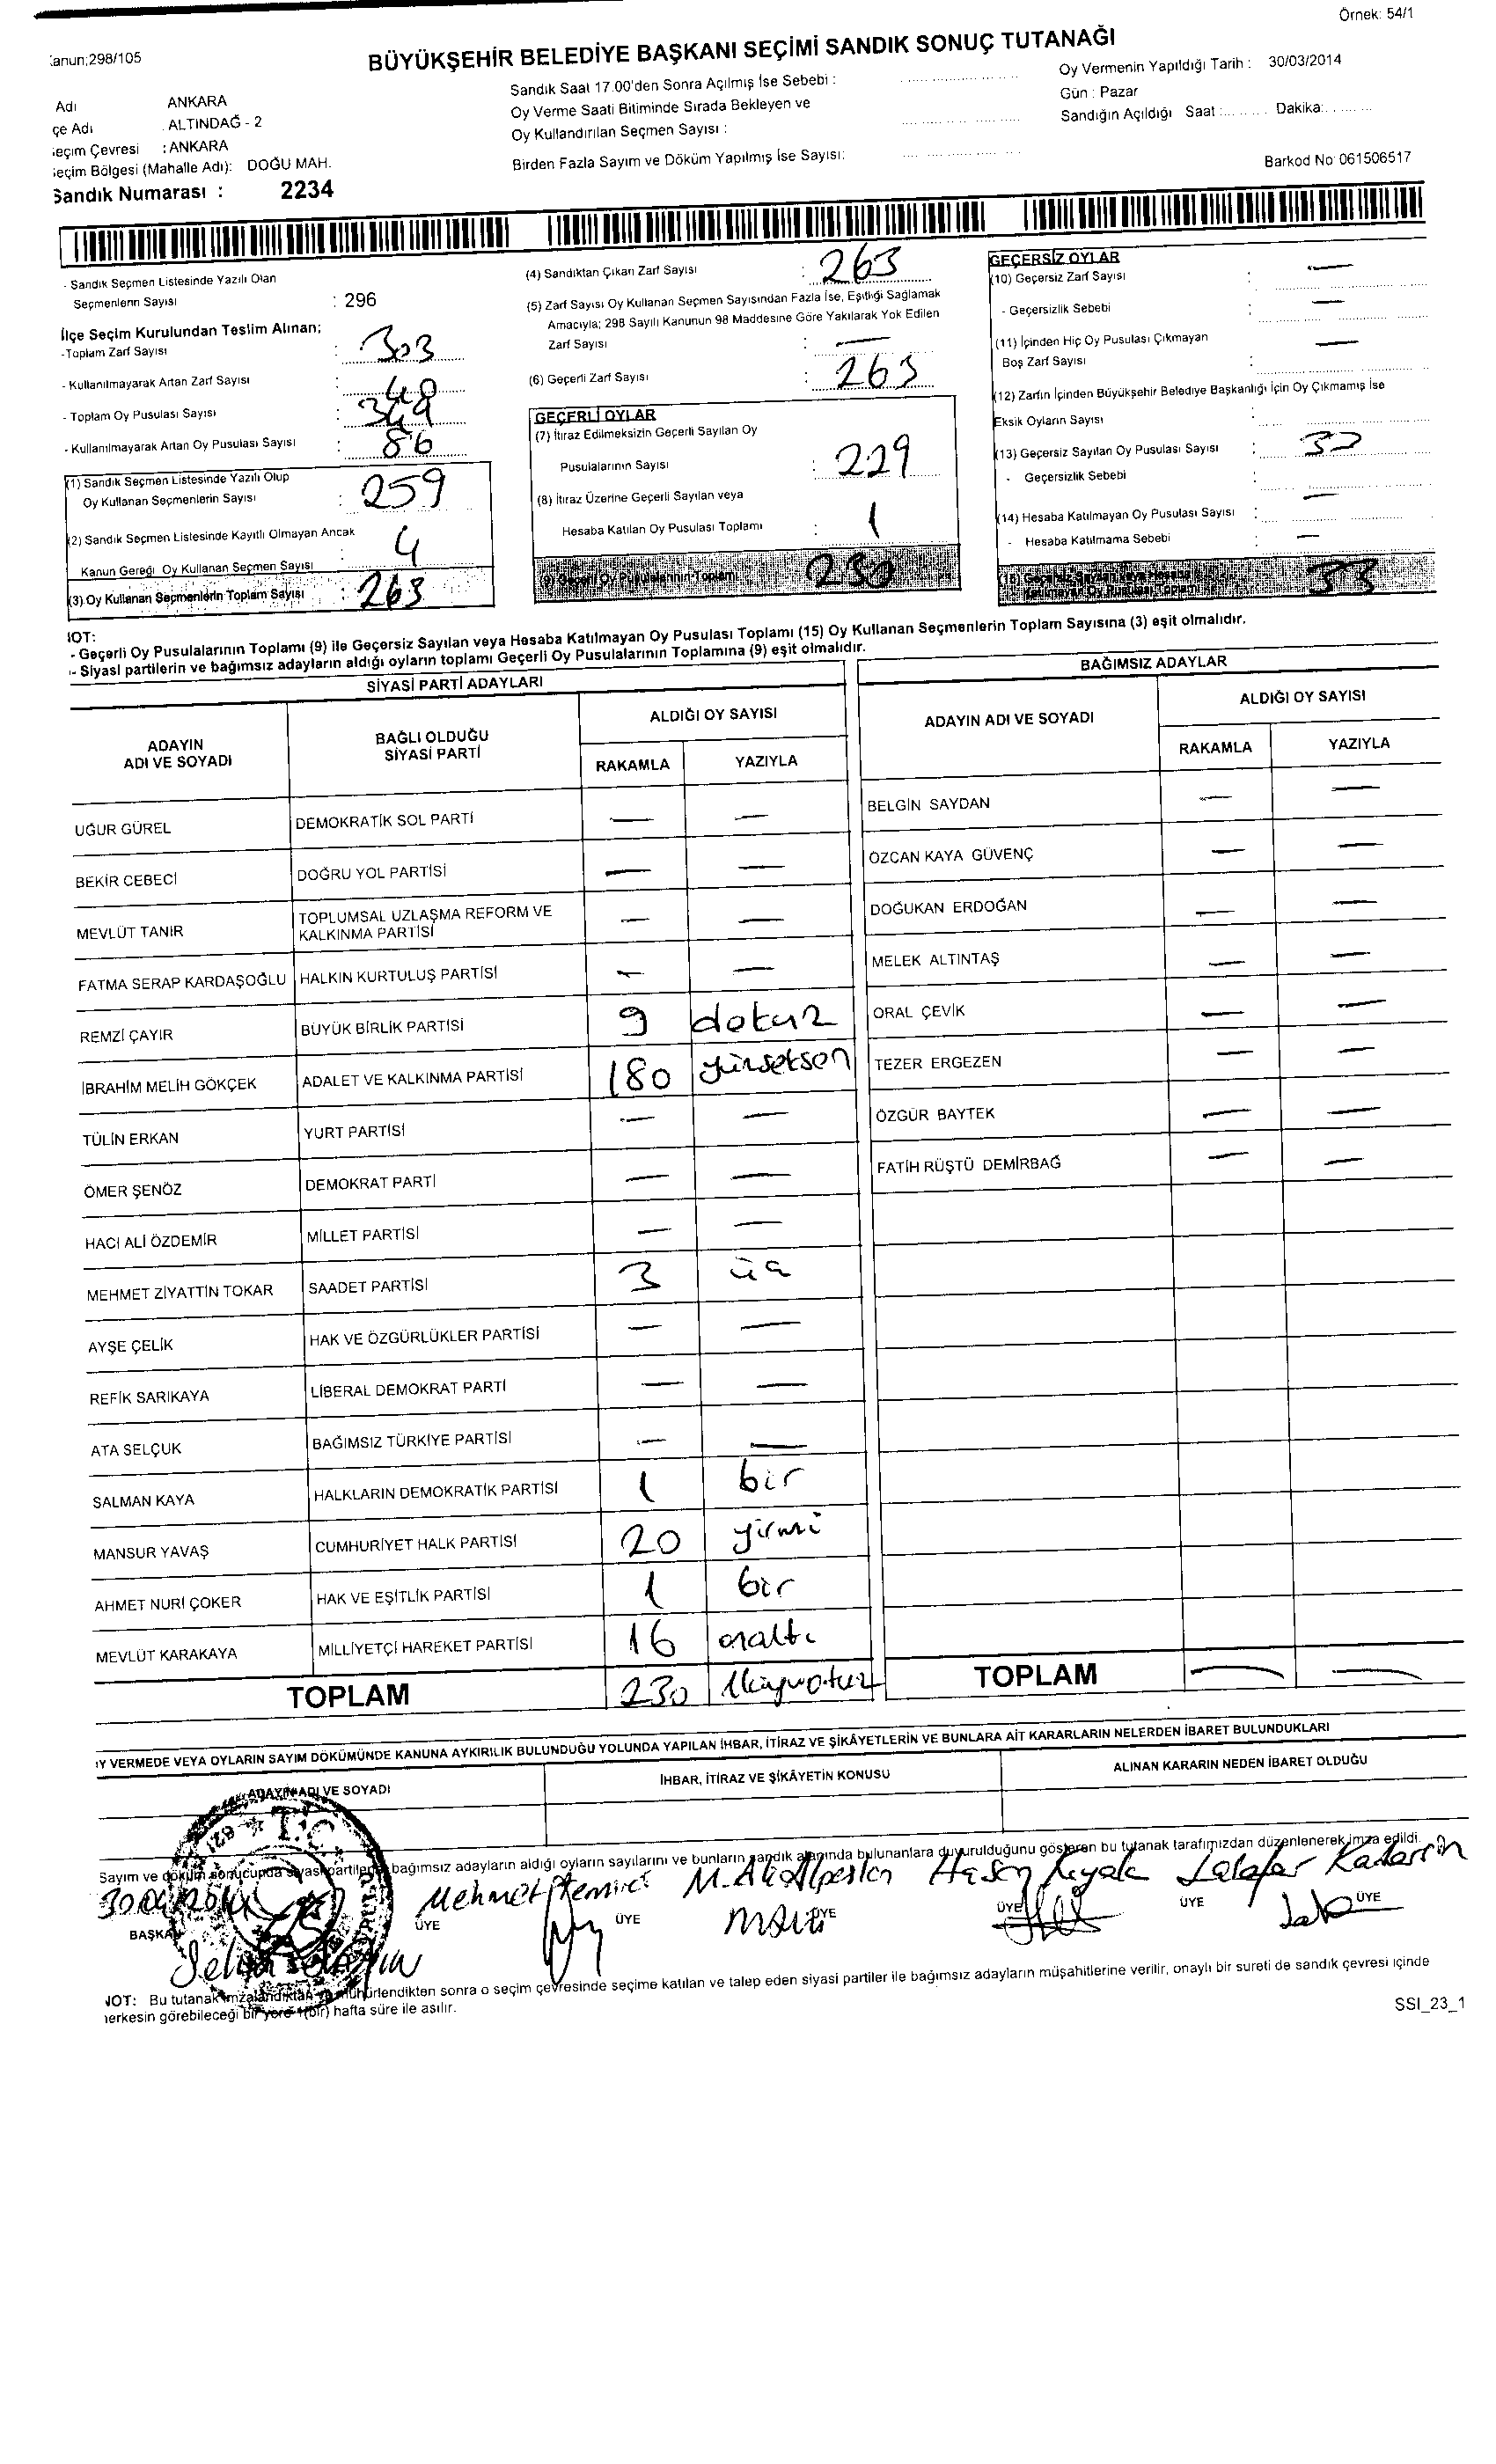 Örnek: 54/1
anun;298/105
BÜYÜKŞEHİR BELEDİYE BAŞKANI SEÇİMİ SANDIK SONUÇ TUTANAĞI
Adı ANKARA
çe Adı ALTINDAĞ - 2
eçim Çevresi : ANKARA
eçim Bölgesi (Mahalle Adı): DOĞU MAH.
Sandık Numarası : 2234
Sandık Saat 17.00'den Sonra Açılmış İse Sebebi :
Oy Verme Saati Bitiminde Sırada Bekleyen ve
Oy Kullandırılan Seçmen Sayısı :
Birden Fazla Sayım ve Döküm Yapılmış İse Sayısı:
Oy Vermenin Yapıldığı Tarih : 30/03/2014
Gün : Pazar
Sandığın Açıldığı Saat : Dakika:
Barkod No 061506517
- Sandık Seçmen Listesinde Yazılı Olan
Seçmenlerin Sayısı : 296
İlçe Seçim Kurulundan Teslim Alınan;
-Toplam Zarf Sayısı : 303
- Kullanılmayarak Artan Zarf Sayısı : 40
- Toplam Oy Pusulası Sayısı : 349
- Kullanılmayarak Artan Oy Pusulası Sayısı : 86
(1) Sandık Seçmen Listesinde Yazılı Olup
Oy Kullanan Seçmenlerin Sayısı : 259
(2) Sandık Seçmen Listesinde Kayıtlı Olmayan Ancak
Kanun Gereği Oy Kullanan Seçmen Sayısı : 4
(3) Oy Kullanan Seçmenlerin Toplam Sayısı : 263
(4) Sandıktan Çıkan Zarf Sayısı : 263
(5) Zarf Sayısı Oy Kullanan Seçmen Sayısından Fazla İse, Eşitliği Sağlamak
Amacıyla; 298 Sayılı Kanunun 98 Maddesine Göre Yakılarak Yok Edilen
Zarf Sayısı : —
(6) Geçerli Zarf Sayısı : 263
GEÇERLİ OYLAR
(7) İtiraz Edilmeksizin Geçerli Sayılan Oy
Pusulalarının Sayısı : 229
(8) İtiraz Üzerine Geçerli Sayılan veya
Hesaba Katılan Oy Pusulası Toplamı : 1
(9) Geçerli Oy Pusulalarının Toplamı 230
GEÇERSİZ OYLAR
(10) Geçersiz Zarf Sayısı : —
- Geçersizlik Sebebi : —
(11) İçinden Hiç Oy Pusulası Çıkmayan
Boş Zarf Sayısı —
(12) Zarfın İçinden Büyükşehir Belediye Başkanlığı İçin Oy Çıkmamış İse
Eksik Oyların Sayısı :
(13) Geçersiz Sayılan Oy Pusulası Sayısı : 33
- Geçersizlik Sebebi :
(14) Hesaba Katılmayan Oy Pusulası Sayısı : —
- Hesaba Katılmama Sebebi : —
(15) Geçersiz Sayılan veya Hesaba
Katılmayan Oy Pusulası Toplamı 33
NOT:
- Geçerli Oy Pusulalarının Toplamı (9) ile Geçersiz Sayılan veya Hesaba Katılmayan Oy Pusulası Toplamı (15) Oy Kullanan Seçmenlerin Toplam Sayısına (3) eşit olmalıdır.
- Siyasi partilerin ve bağımsız adayların aldığı oyların toplamı Geçerli Oy Pusulalarının Toplamına (9) eşit olmalıdır.
SİYASİ PARTİ ADAYLARI
ADAYIN ADI VE SOYADI BAĞLI OLDUĞU SİYASİ PARTİ ALDIĞI OY SAYISI
RAKAMLA YAZIYLA
UĞUR GÜREL DEMOKRATİK SOL PARTİ — —
BEKİR CEBECİ DOĞRU YOL PARTİSİ — —
MEVLÜT TANIR TOPLUMSAL UZLAŞMA REFORM VE KALKINMA PARTİSİ — —
FATMA SERAP KARDAŞOĞLU HALKIN KURTULUŞ PARTİSİ — —
REMZİ ÇAYIR BÜYÜK BİRLİK PARTİSİ 9 dokuz
İBRAHİM MELİH GÖKÇEK ADALET VE KALKINMA PARTİSİ 180 yürseksen
TÜLİN ERKAN YURT PARTİSİ — —
ÖMER ŞENÖZ DEMOKRAT PARTİ — —
HACI ALİ ÖZDEMİR MİLLET PARTİSİ — —
MEHMET ZİYATTİN TOKAR SAADET PARTİSİ 3 üç
AYŞE ÇELİK HAK VE ÖZGÜRLÜKLER PARTİSİ — —
REFİK SARIKAYA LİBERAL DEMOKRAT PARTİ — —
ATA SELÇUK BAĞIMSIZ TÜRKİYE PARTİSİ — —
SALMAN KAYA HALKLARIN DEMOKRATİK PARTİSİ 1 bir
MANSUR YAVAŞ CUMHURİYET HALK PARTİSİ 20 yirmi
AHMET NURİ ÇOKER HAK VE EŞİTLİK PARTİSİ 1 bir
MEVLÜT KARAKAYA MİLLİYETÇİ HAREKET PARTİSİ 16 onaltı
TOPLAM 230 ikiyüzotuz
BAĞIMSIZ ADAYLAR
ADAYIN ADI VE SOYADI ALDIĞI OY SAYISI
RAKAMLA YAZIYLA
BELGİN SAYDAN — —
ÖZCAN KAYA GÜVENÇ — —
DOĞUKAN ERDOĞAN — —
MELEK ALTINTAŞ — —
ORAL ÇEVİK — —
TEZER ERGEZEN — —
ÖZGÜR BAYTEK — —
FATİH RÜŞTÜ DEMİRBAĞ — —
TOPLAM — —
Y VERMEDE VEYA OYLARIN SAYIM DÖKÜMÜNDE KANUNA AYKIRILIK BULUNDUĞU YOLUNDA YAPILAN İHBAR, İTİRAZ VE ŞİKÂYETLERİN VE BUNLARA AİT KARARLARIN NELERDEN İBARET BULUNDUKLARI
ADAYIN ADI VE SOYADI İHBAR, İTİRAZ VE ŞİKÂYETİN KONUSU ALINAN KARARIN NEDEN İBARET OLDUĞU
Sayım ve döküm sonucunda siyasi partilerin bağımsız adayların aldığı oyların sayılarını ve bunların sandık alanında bulunanlara duyurulduğunu gösteren bu tutanak tarafımızdan düzenlenerek imza edildi.
Mehmet M. Ali Alpeslan Hasan
BAŞKAN ÜYE ÜYE ÜYE ÜYE ÜYE ÜYE
NOT: Bu tutanak imzalandıktan ve mühürlendikten sonra o seçim çevresinde seçime katılan ve talep eden siyasi partiler ile bağımsız adayların müşahitlerine verilir, onaylı bir sureti de sandık çevresi içinde
herkesin görebileceği bir yere 1(bir) hafta süre ile asılır.
SSI_23_1